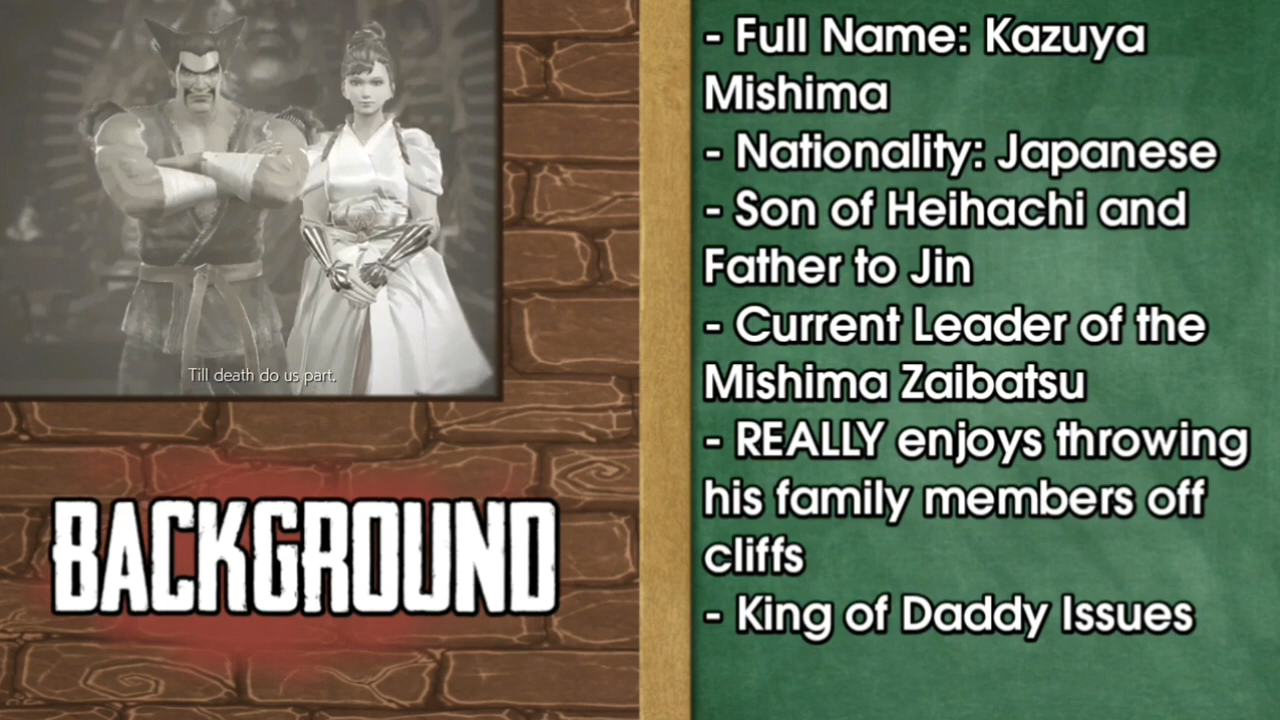 Till death do us part.
BACKGROUND
- Full Name: Kazuya
Mishima
- Nationality: Japanese
- Son of Heihachi and
Father to Jin
- Current Leader of the
Mishima Zaibatsu
- REALLY enjoys throwing
his family members off
cliffs
- King of Daddy Issues